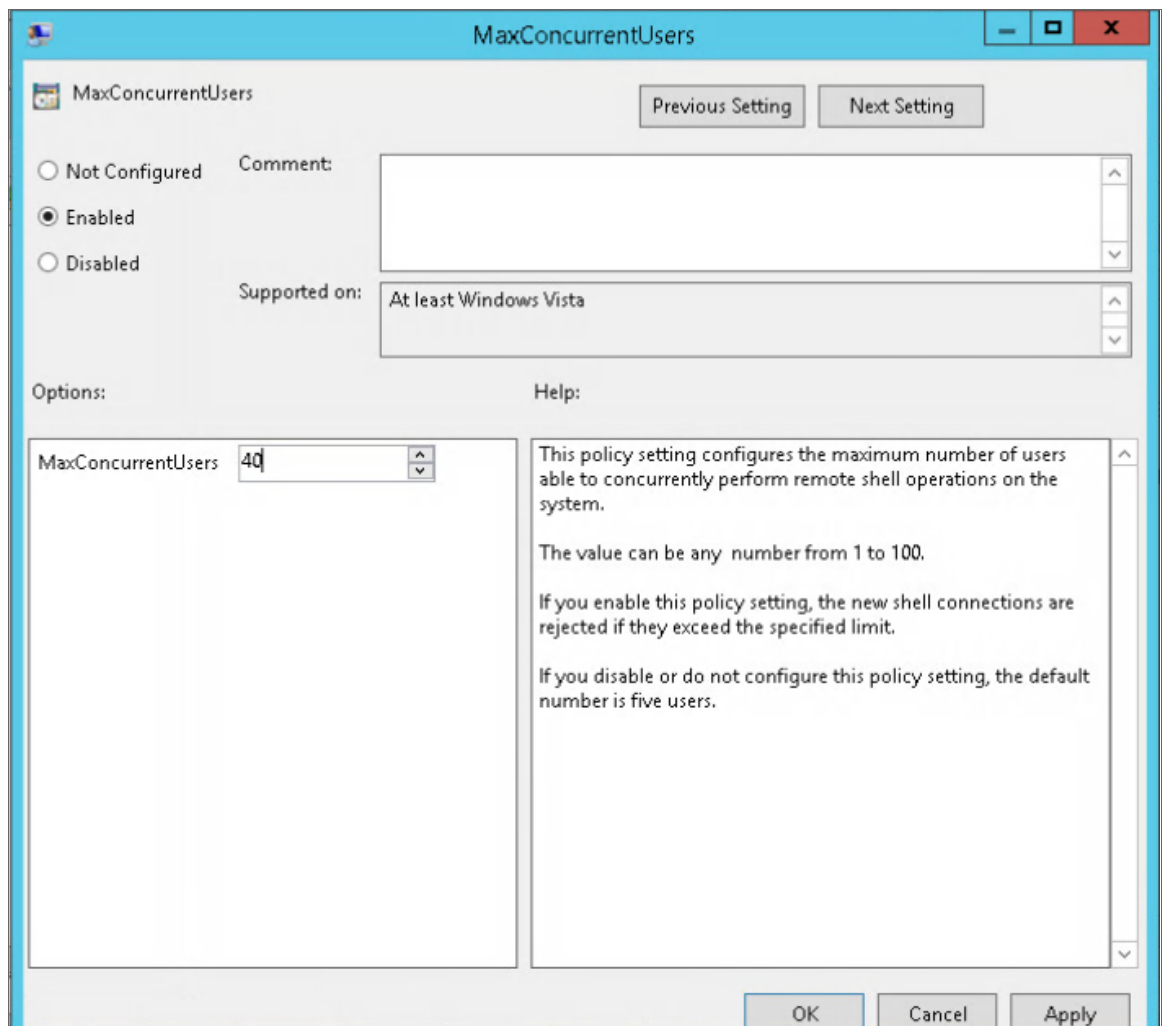 MaxConcurrentUsers
MaxConcurrentUsers
Previous Setting
Next Setting
Not Configured
Enabled
Disabled
Comment:
Supported on:
At least Windows Vista
Options:
Help:
MaxConcurrentUsers 40
This policy setting configures the maximum number of users
able to concurrently perform remote shell operations on the
system.
The value can be any  number from 1 to 100.
If you enable this policy setting, the new shell connections are
rejected if they exceed the specified limit.
If you disable or do not configure this policy setting, the default
number is five users.
OK
Cancel
Apply